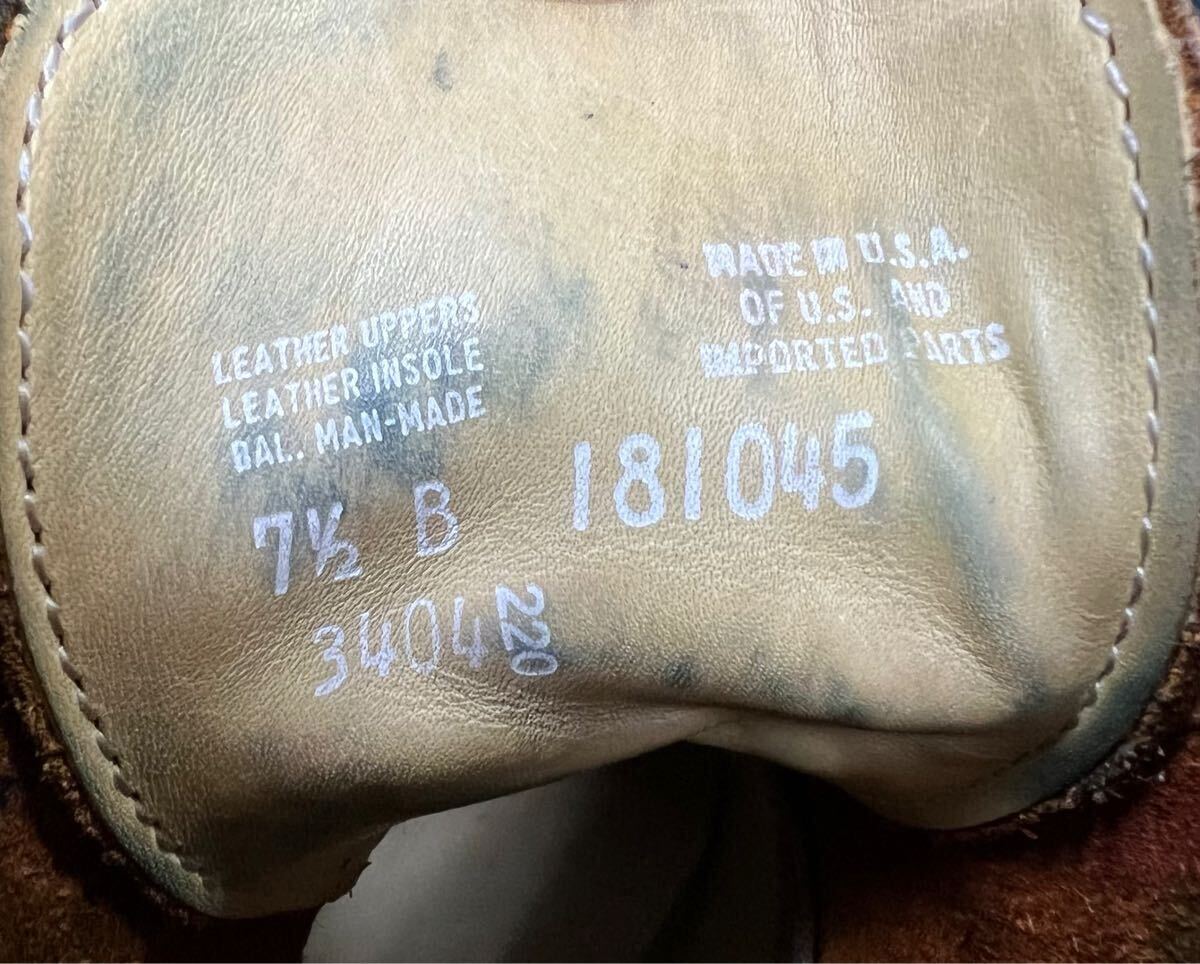 LEATHER UPPERS
LEATHER INSOLE
BAL. MAN-MADE
7½ B
3404 220
MADE IN U.S.A.
OF U.S. AND
IMPORTED PARTS
181045